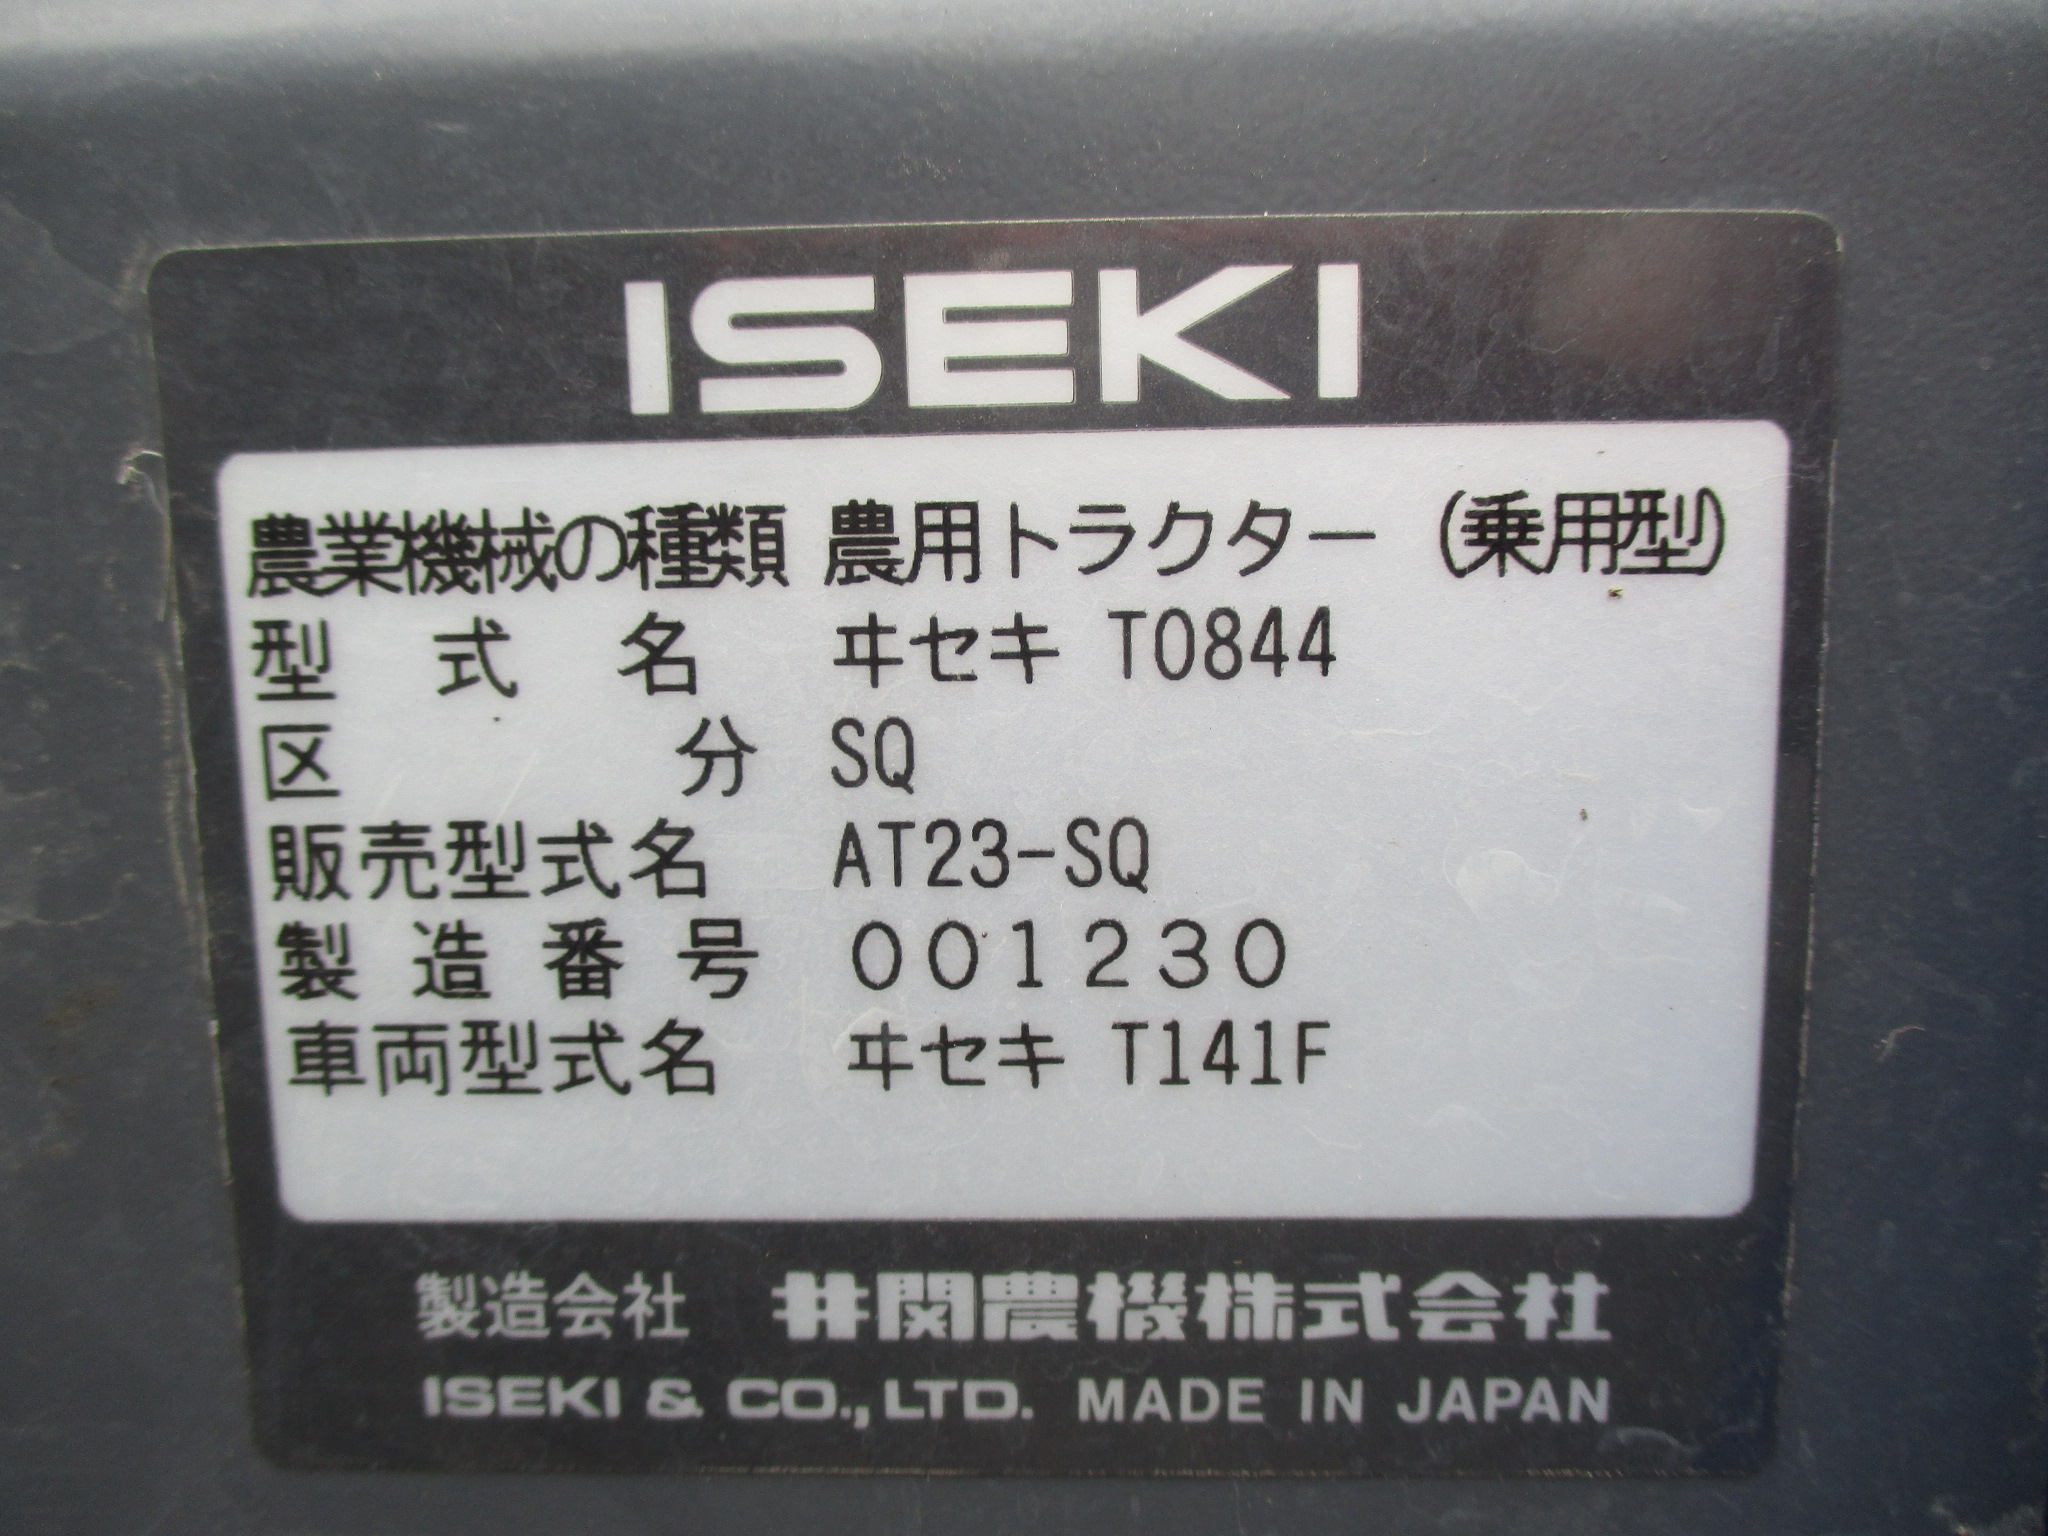 ISEKI
農業機械の種類 農用トラクター (乗用型)
型式名 ヰセキ T0844
区分 SQ
販売型式名 AT23-SQ
製造番号 001230
車両型式名 ヰセキ T141F
製造会社 井関農機株式会社
ISEKI & CO., LTD. MADE IN JAPAN